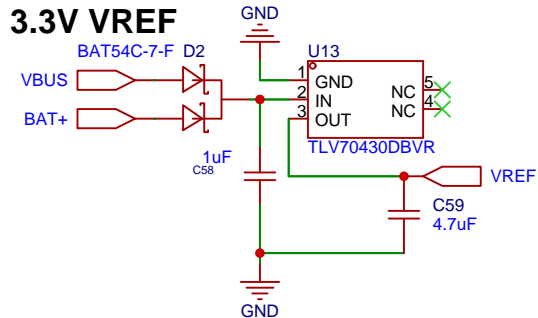 3.3V VREF
GND
BAT54C-7-F D2
U13
VBUS
BAT+
1 GND
2 IN
3 OUT
NC 5
NC 4
TLV70430DBVR
1uF
C58
VREF
C59
4.7uF
GND